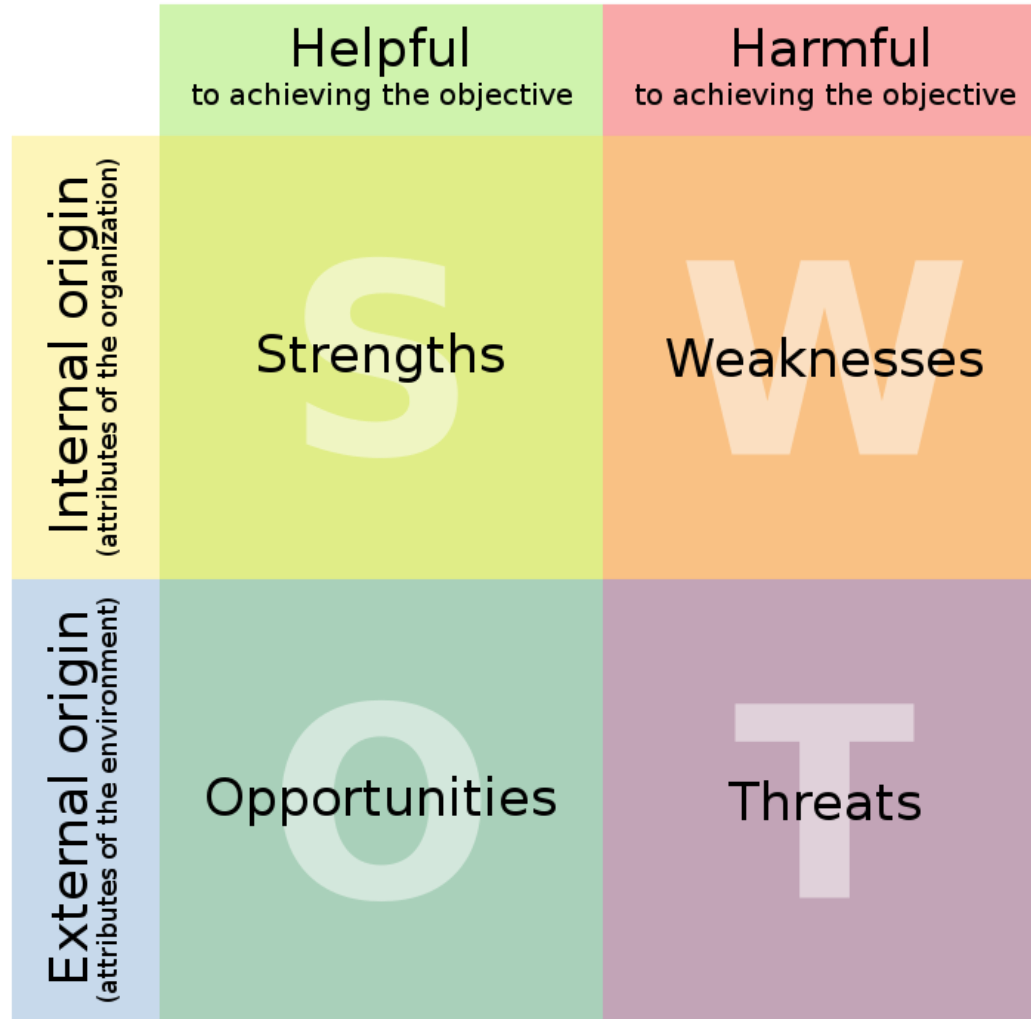 Helpful
to achieving the objective
Harmful
to achieving the objective
Internal origin
(attributes of the organization)
S
Strengths
W
Weaknesses
External origin
(attributes of the environment)
O
Opportunities
T
Threats